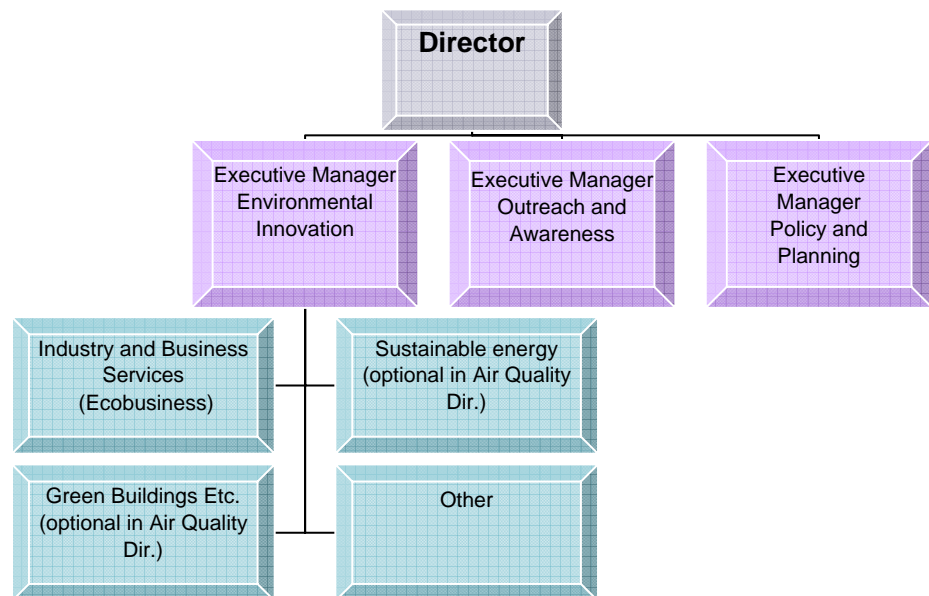 Director
Executive Manager
Environmental
Innovation
Executive Manager
Outreach and
Awareness
Executive
Manager
Policy and
Planning
Industry and Business
Services
(Ecobusiness)
Sustainable energy
(optional in Air Quality
Dir.)
Green Buildings Etc.
(optional in Air Quality
Dir.)
Other